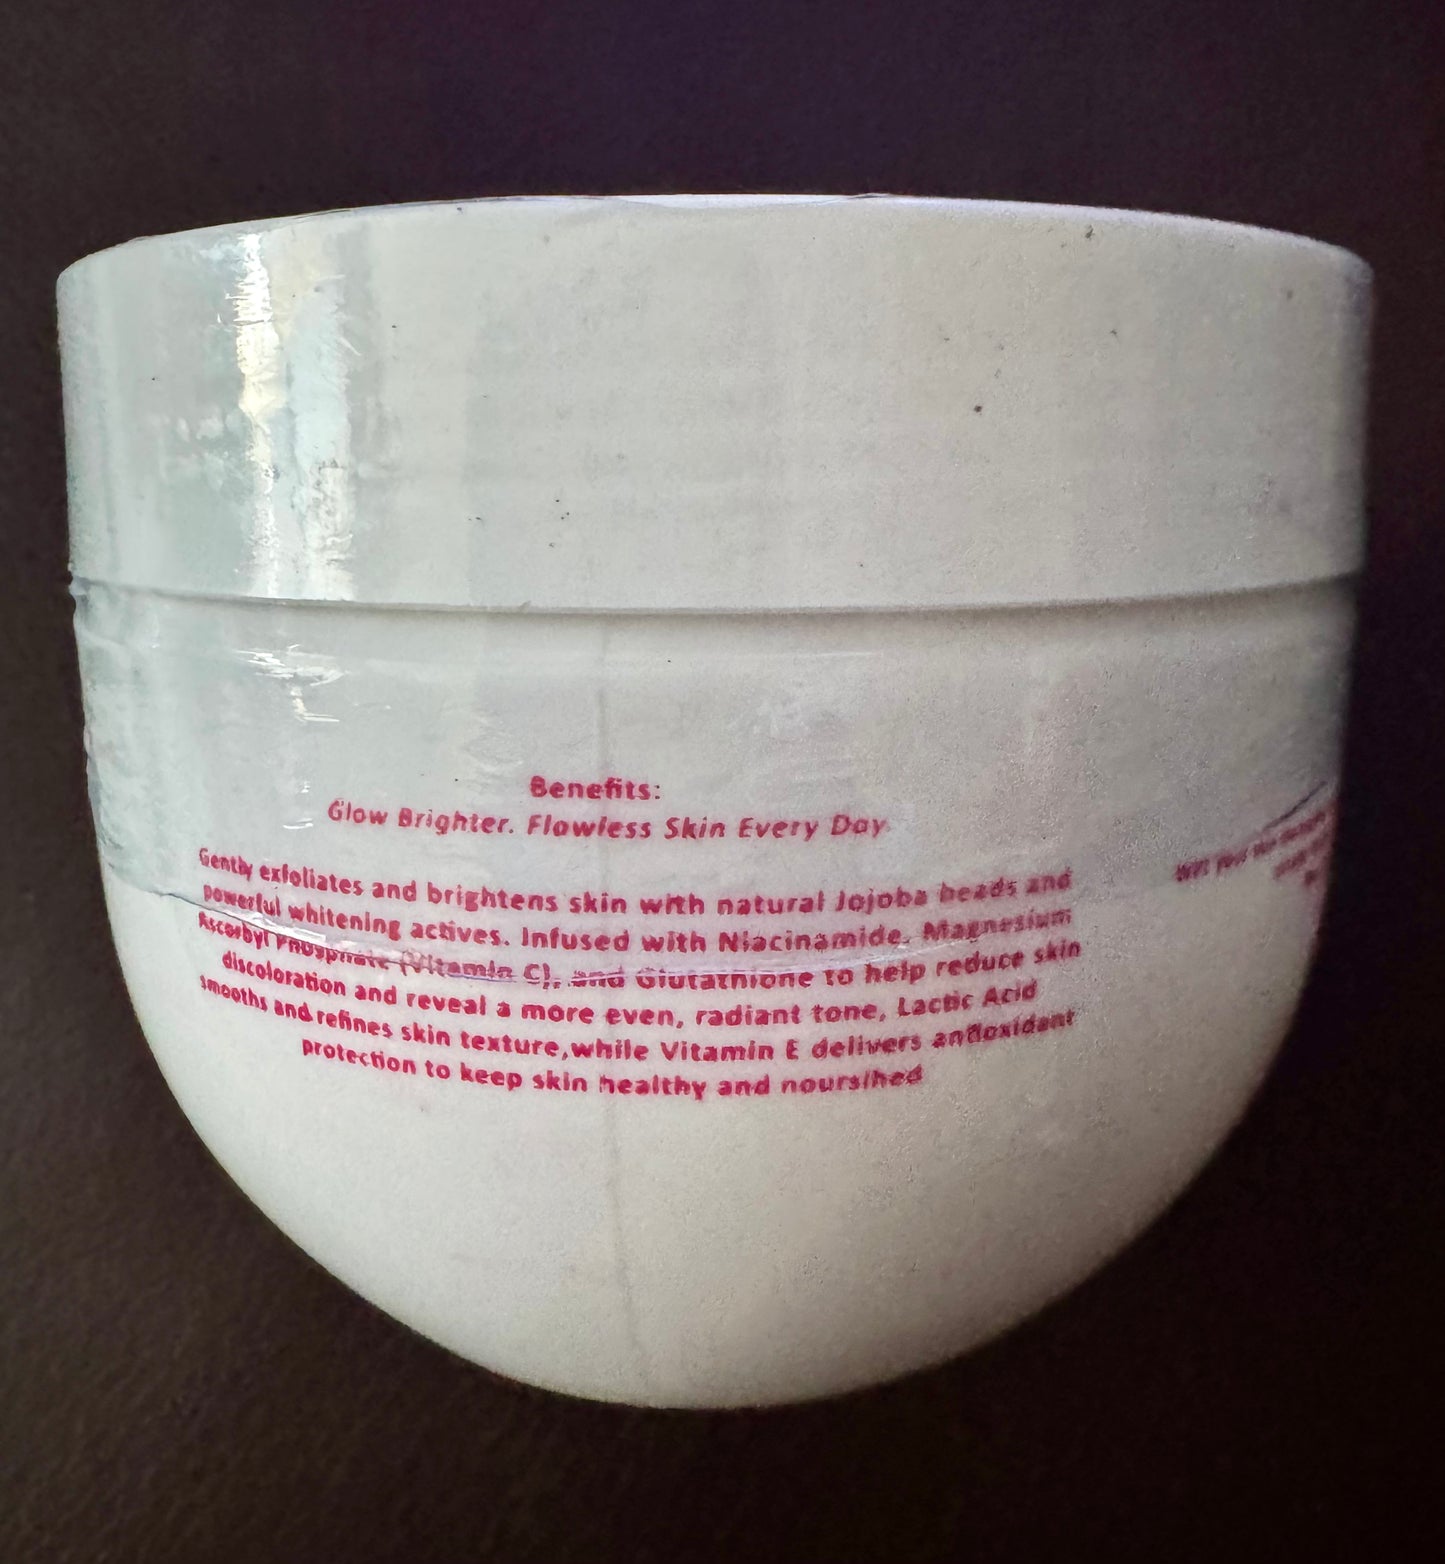 Benefits:
Glow Brighter. Flawless Skin Every Day
Gently exfoliates and brightens skin with natural Jojoba beads and
powerful whitening actives. Infused with Niacinamide, Magnesium
Ascorbyl Phosphate (Vitamin C), and Glutathione to help reduce skin
discoloration and reveal a more even, radiant tone, Lactic Acid
smooths and refines skin texture,while Vitamin E delivers antioxidant
protection to keep skin healthy and noursihed
your